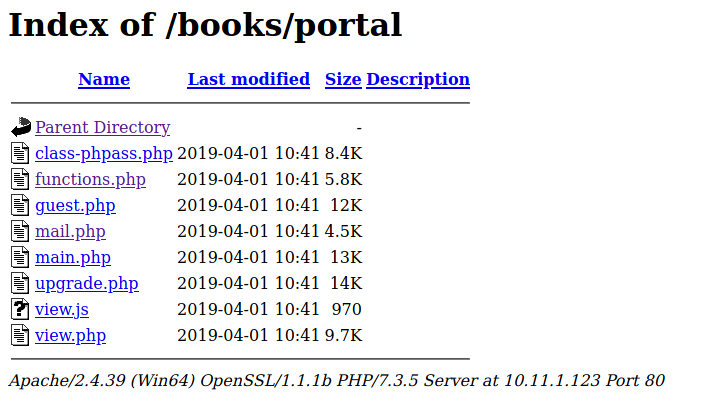 Index of /books/portal
Name Last modified Size Description
Parent Directory -
class-phpass.php 2019-04-01 10:41 8.4K
functions.php 2019-04-01 10:41 5.8K
guest.php 2019-04-01 10:41 12K
mail.php 2019-04-01 10:41 4.5K
main.php 2019-04-01 10:41 13K
upgrade.php 2019-04-01 10:41 14K
view.js 2019-04-01 10:41 970
view.php 2019-04-01 10:41 9.7K
Apache/2.4.39 (Win64) OpenSSL/1.1.1b PHP/7.3.5 Server at 10.11.1.123 Port 80